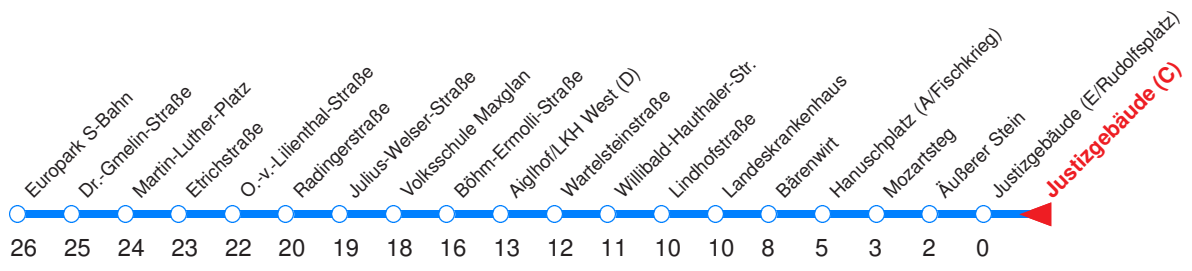 Europark S-Bahn
Dr.-Gmelin-Straße
Martin-Luther-Platz
Etrichstraße
O.-v.-Lilienthal-Straße
Radingerstraße
Julius-Welser-Straße
Volksschule Maxglan
Böhm-Ermolli-Straße
Aiglhof/LKH West (D)
Wartelsteinstraße
Willibald-Hauthaler-Str.
Lindhofstraße
Landeskrankenhaus
Bärenwirt
Hanuschplatz (A/Fischkrieg)
Mozartsteg
Äußerer Stein
Justizgebäude (E/Rudolfsplatz)
Justizgebäude (C)
26 25 24 23 22 20 19 18 16 13 12 11 10 10 8 5 3 2 0